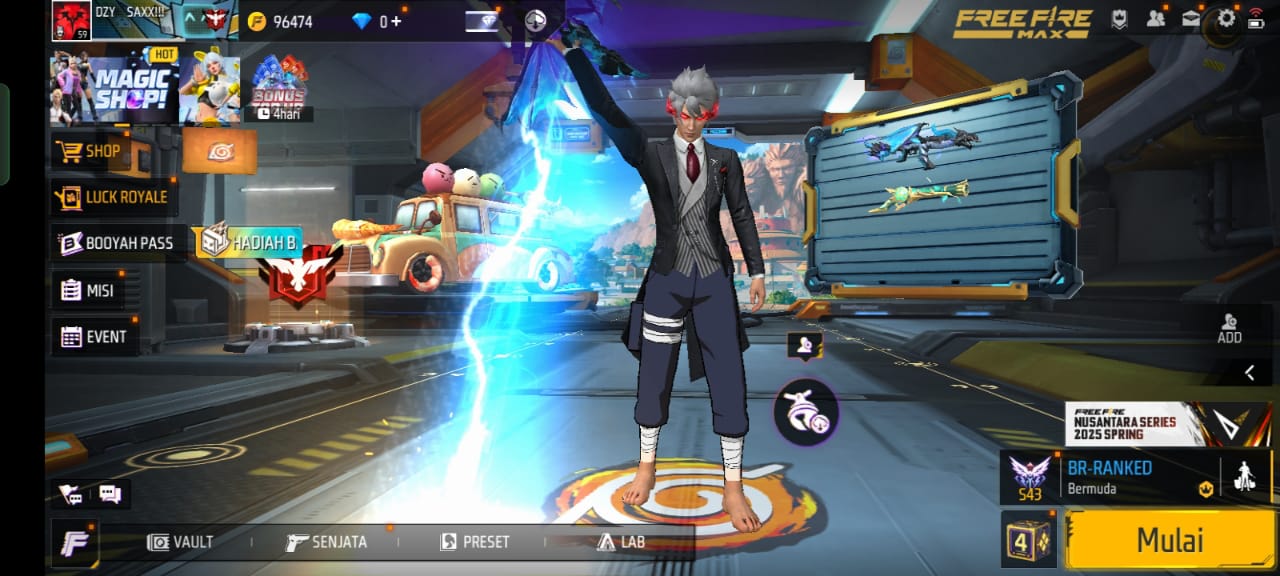 DZY SAXX!!!
59
96474
0 +
FREE FIRE
MAX
HOT
MAGIC
SHOP!
BONUS
4hari
SHOP
LUCK ROYALE
BOOYAH PASS
HADIAH B.
MISI
EVENT
ADD
FREE FIRE
NUSANTARA SERIES
2025 SPRING
BR-RANKED
Bermuda
S43
4
Mulai
VAULT
SENJATA
PRESET
LAB